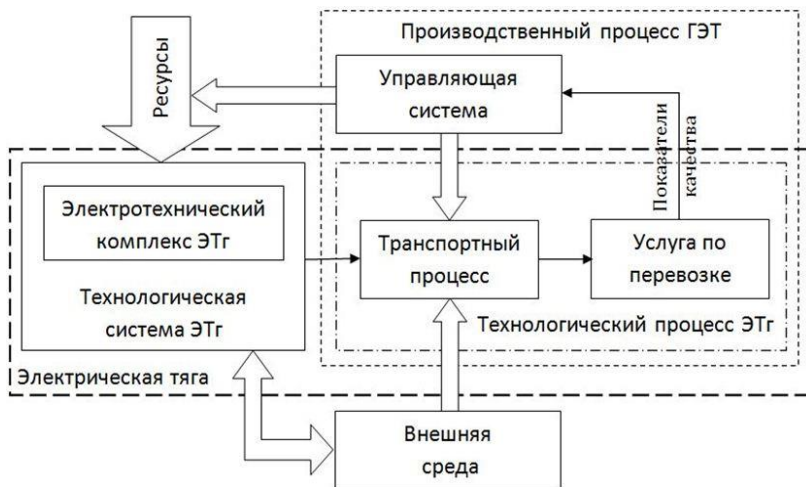 Производственный процесс ГЭТ
Ресурсы
Управляющая
система
Показатели
качества
Электротехнический
комплекс ЭТг
Технологическая
система ЭТг
Транспортный
процесс
Услуга по
перевозке
Технологический процесс ЭТг
Электрическая тяга
Внешняя
среда